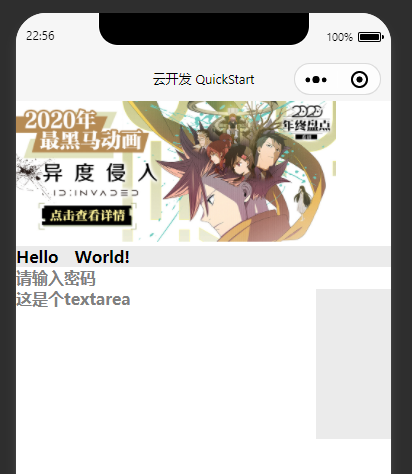 22:56
100%
云开发 QuickStart
2020年
最黑马动画
2020
年终盘点
异度侵入
ID:INVADED
点击查看详情
Hello World!
请输入密码
这是个textarea